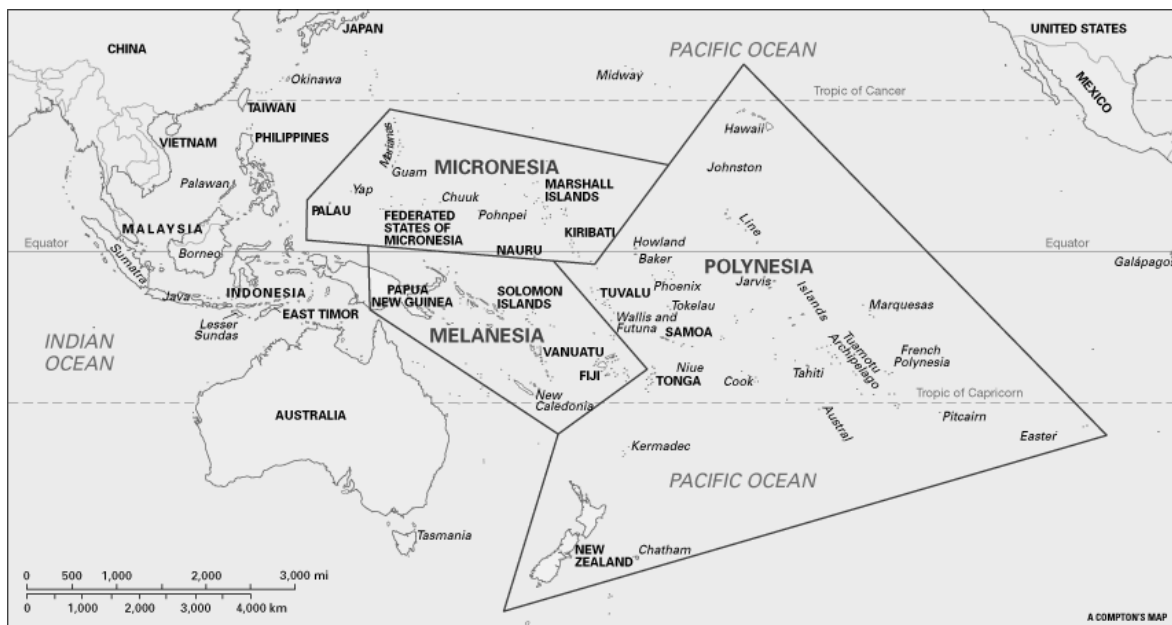 JAPAN
UNITED STATES
CHINA
PACIFIC OCEAN
Okinawa
Midway
MEXICO
Tropic of Cancer
TAIWAN
Hawaii
VIETNAM
PHILIPPINES
Marianas
MICRONESIA
Johnston
Guam
Palawan
Yap
Chuuk
MARSHALL
ISLANDS
PALAU
FEDERATED
STATES OF
MICRONESIA
Pohnpei
Line
MALAYSIA
KIRIBATI
Equator
Borneo
NAURU
Howland
Baker
Equator
Galápagos
Sumatra
POLYNESIA
Java
INDONESIA
PAPUA
NEW GUINEA
SOLOMON
ISLANDS
TUVALU
Phoenix
Jarvis
Islands
Tokelau
Marquesas
EAST TIMOR
Lesser
Sundas
Wallis and
Futuna
SAMOA
MELANESIA
INDIAN
OCEAN
VANUATU
Tuamotu
Archipelago
French
Polynesia
FIJI
Niue
TONGA
Cook
Tahiti
New
Caledonia
Tropic of Capricorn
AUSTRALIA
Austral
Pitcairn
Easter
Kermadec
PACIFIC OCEAN
Tasmania
NEW
ZEALAND
Chatham
0 500 1,000 2,000 3,000 mi
0 1,000 2,000 3,000 4,000 km
A COMPTON'S MAP